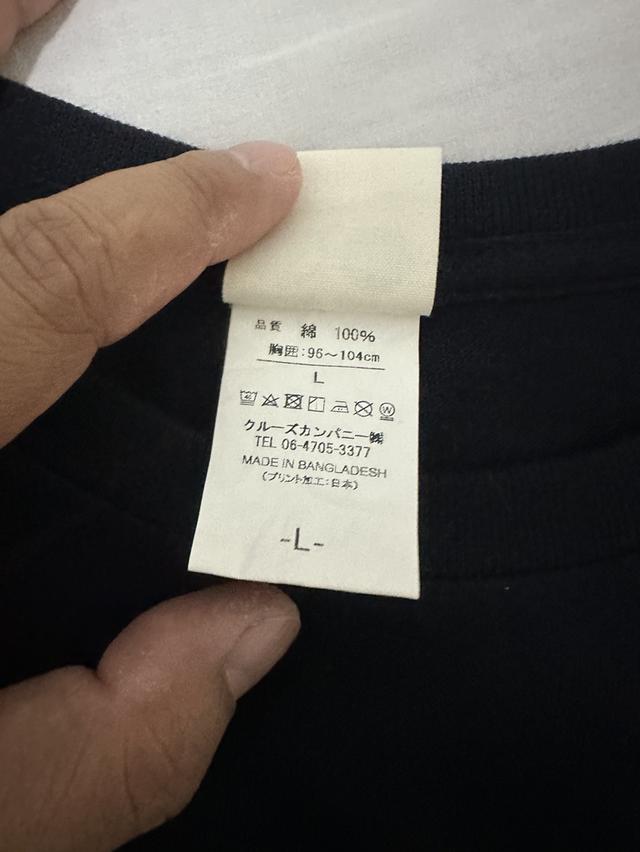 品質 綿 100%
胸囲:96～104cm
L
クルーズカンパニー㈱
TEL 06-4705-3377
MADE IN BANGLADESH
(プリント加工:日本)
-L-